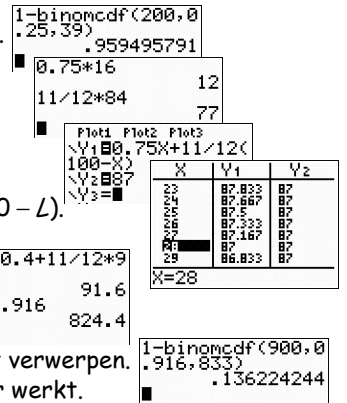 1-binomcdf(200,0
.25,39)
.959495791
0.75*16
12
11/12*84
77
Plot1 Plot2 Plot3
\Y1=0.75X+11/12(
100-X)
\Y2=87
\Y3=
0 – L).
X Y1 Y2
23 87.833 87
24 87.667 87
25 87.5 87
26 87.333 87
27 87.167 87
28 87 87
29 86.833 87
X=28
0.4+11/12*9
91.6
.916
824.4
verwerpen.
1-binomcdf(900,0
.916,833)
.136224244
r werkt.